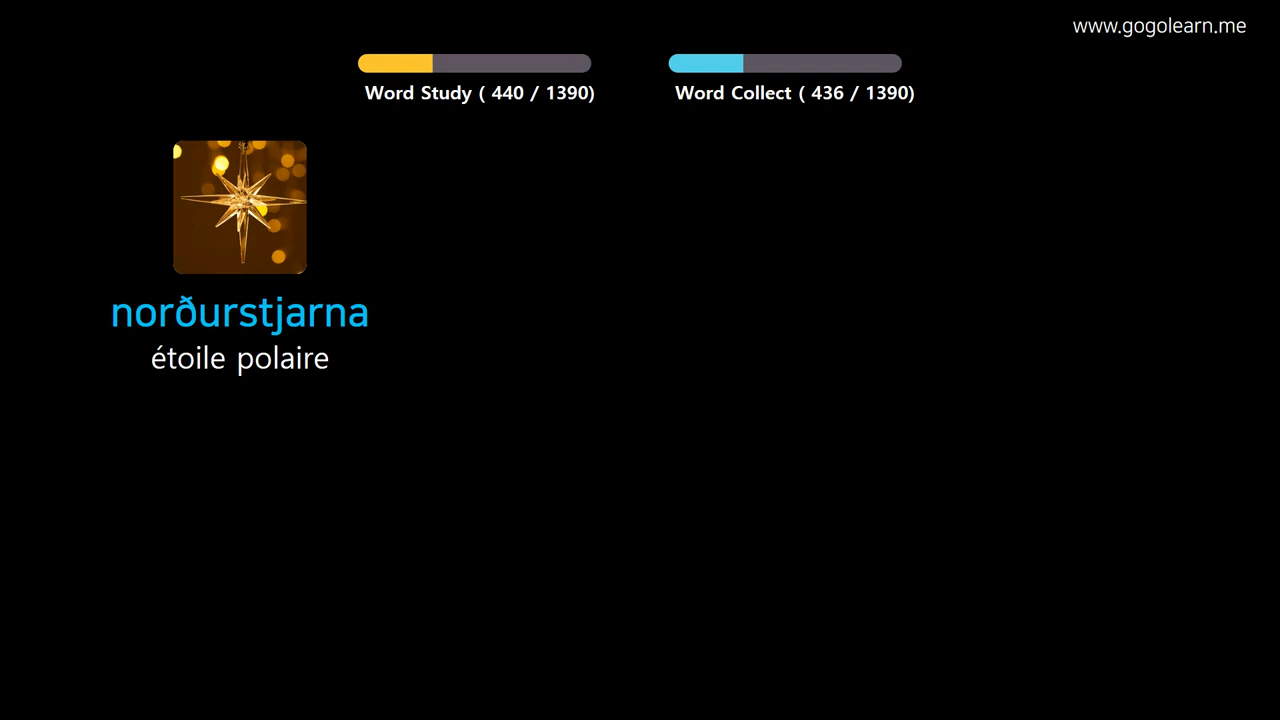 www.gogolearn.me
Word Study ( 440 / 1390)
Word Collect ( 436 / 1390)
norðurstjarna
étoile polaire